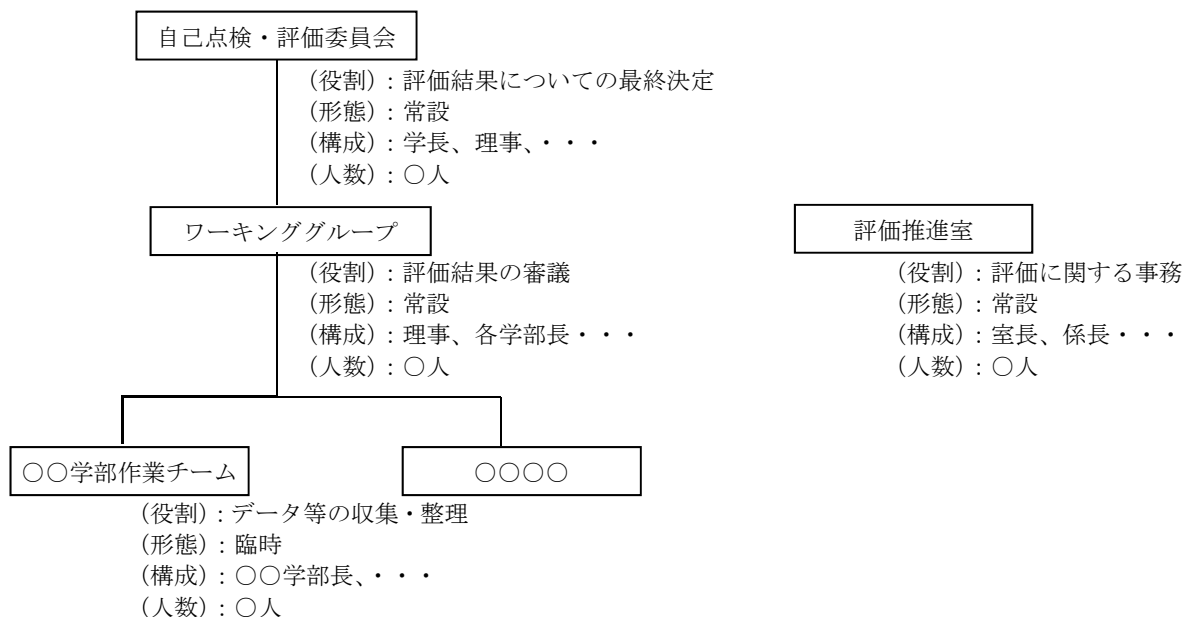 自己点検・評価委員会
(役割)：評価結果についての最終決定
(形態)：常設
(構成)：学長、理事、・・・
(人数)：○人
ワーキンググループ
(役割)：評価結果の審議
(形態)：常設
(構成)：理事、各学部長・・・
(人数)：○人
評価推進室
(役割)：評価に関する事務
(形態)：常設
(構成)：室長、係長・・・
(人数)：○人
○○学部作業チーム
(役割)：データ等の収集・整理
(形態)：臨時
(構成)：○○学部長、・・・
(人数)：○人
○○○○